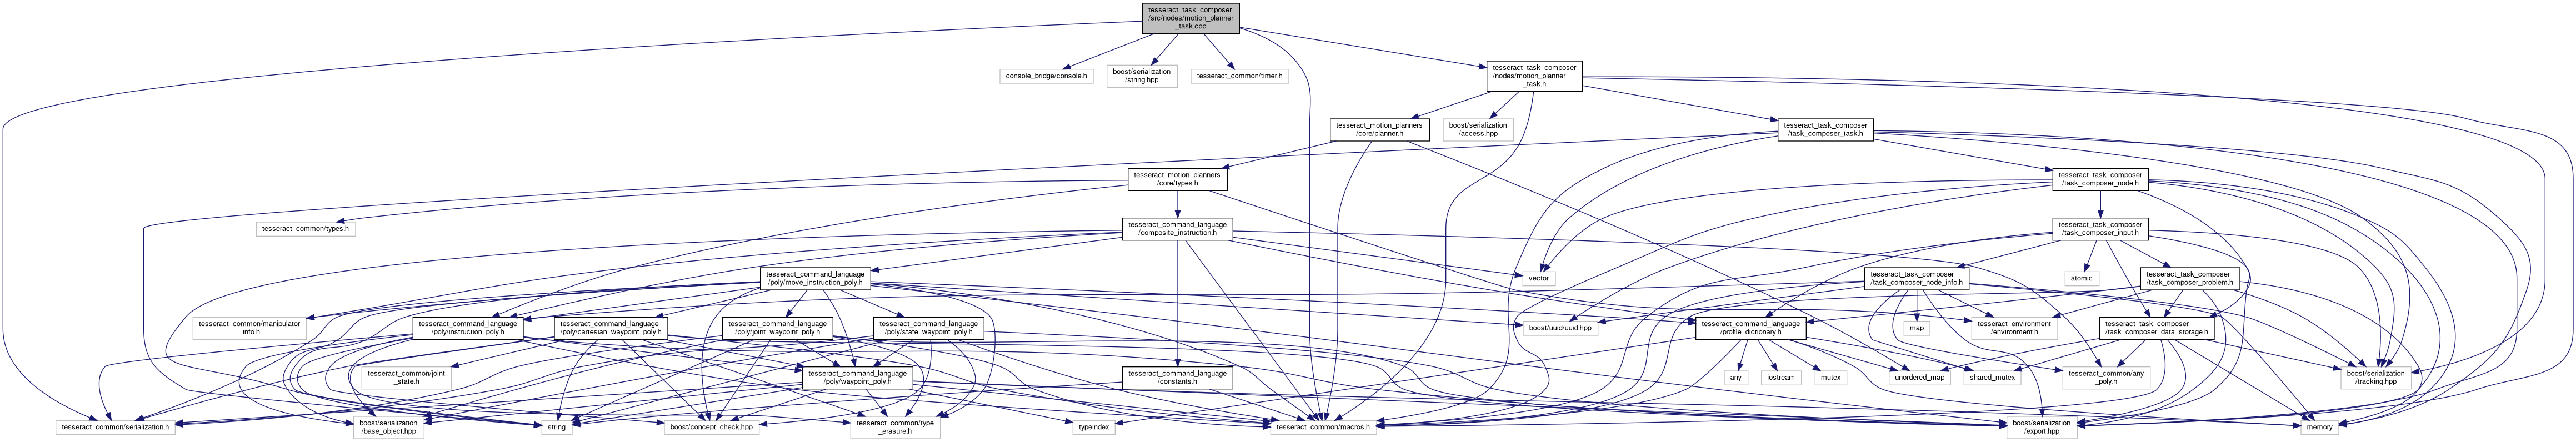 tesseract_task_composer
/src/nodes/motion_planner
_task.cpp
console_bridge/console.h
boost/serialization
/string.hpp
tesseract_common/timer.h
tesseract_task_composer
/nodes/motion_planner
_task.h
tesseract_motion_planners
/core/planner.h
boost/serialization
/access.hpp
tesseract_task_composer
/task_composer_task.h
tesseract_motion_planners
/core/types.h
tesseract_task_composer
/task_composer_node.h
tesseract_common/types.h
tesseract_command_language
/composite_instruction.h
tesseract_task_composer
/task_composer_input.h
tesseract_command_language
/poly/move_instruction_poly.h
vector
atomic
tesseract_task_composer
/task_composer_node_info.h
tesseract_task_composer
/task_composer_problem.h
tesseract_common/manipulator
_info.h
tesseract_command_language
/poly/instruction_poly.h
tesseract_command_language
/poly/cartesian_waypoint_poly.h
tesseract_command_language
/poly/joint_waypoint_poly.h
tesseract_command_language
/poly/state_waypoint_poly.h
boost/uuid/uuid.hpp
tesseract_command_language
/profile_dictionary.h
map
tesseract_environment
/environment.h
tesseract_task_composer
/task_composer_data_storage.h
tesseract_common/joint
_state.h
tesseract_command_language
/poly/waypoint_poly.h
tesseract_command_language
/constants.h
any
iostream
mutex
unordered_map
shared_mutex
tesseract_common/any
_poly.h
boost/serialization
/tracking.hpp
tesseract_common/serialization.h
boost/serialization
/base_object.hpp
string
boost/concept_check.hpp
tesseract_common/type
_erasure.h
typeindex
tesseract_common/macros.h
boost/serialization
/export.hpp
memory